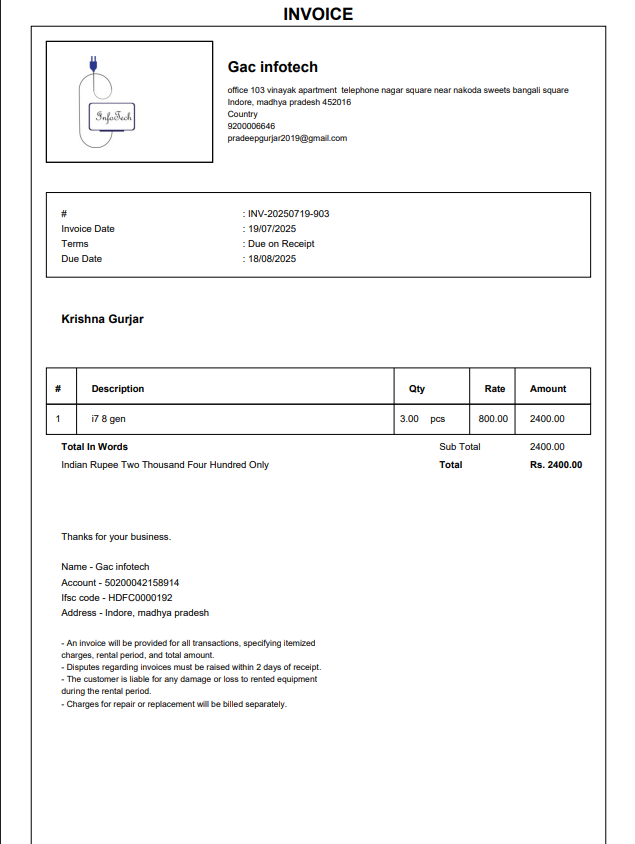 INVOICE
InfoTech
Gac infotech
office 103 vinayak apartment telephone nagar square near nakoda sweets bangali square
Indore, madhya pradesh 452016
Country
9200006646
pradeepgurjar2019@gmail.com
# : INV-20250719-903
Invoice Date : 19/07/2025
Terms : Due on Receipt
Due Date : 18/08/2025
Krishna Gurjar
# Description Qty Rate Amount
1 i7 8 gen 3.00 pcs 800.00 2400.00
Total In Words Sub Total 2400.00
Indian Rupee Two Thousand Four Hundred Only Total Rs. 2400.00
Thanks for your business.
Name - Gac infotech
Account - 50200042158914
Ifsc code - HDFC0000192
Address - Indore, madhya pradesh
- An invoice will be provided for all transactions, specifying itemized
charges, rental period, and total amount.
- Disputes regarding invoices must be raised within 2 days of receipt.
- The customer is liable for any damage or loss to rented equipment
during the rental period.
- Charges for repair or replacement will be billed separately.